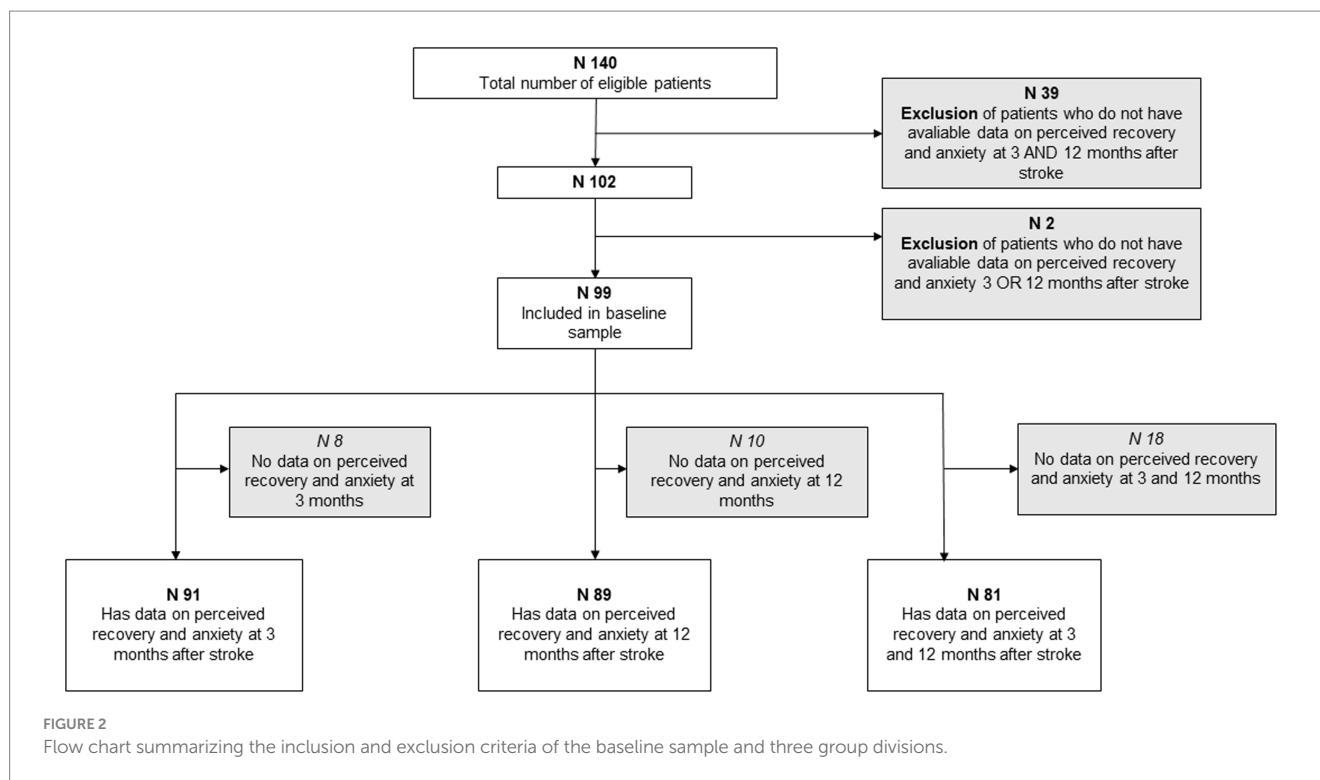 N 140
Total number of eligible patients
N 39
Exclusion of patients who do not have
avaliable data on perceived recovery
and anxiety at 3 AND 12 months after
stroke
N 102
N 2
Exclusion of patients who do not have
avaliable data on perceived recovery
and anxiety 3 OR 12 months after stroke
N 99
Included in baseline
sample
N 8
No data on perceived
recovery and anxiety at
3 months
N 10
No data on perceived
recovery and anxiety at 12
months
N 18
No data on perceived recovery
and anxiety at 3 and 12 months
N 91
Has data on perceived
recovery and anxiety at 3
months after stroke
N 89
Has data on perceived
recovery and anxiety at 12
months after stroke
N 81
Has data on perceived
recovery and anxiety at 3
and 12 months after stroke
FIGURE 2
Flow chart summarizing the inclusion and exclusion criteria of the baseline sample and three group divisions.